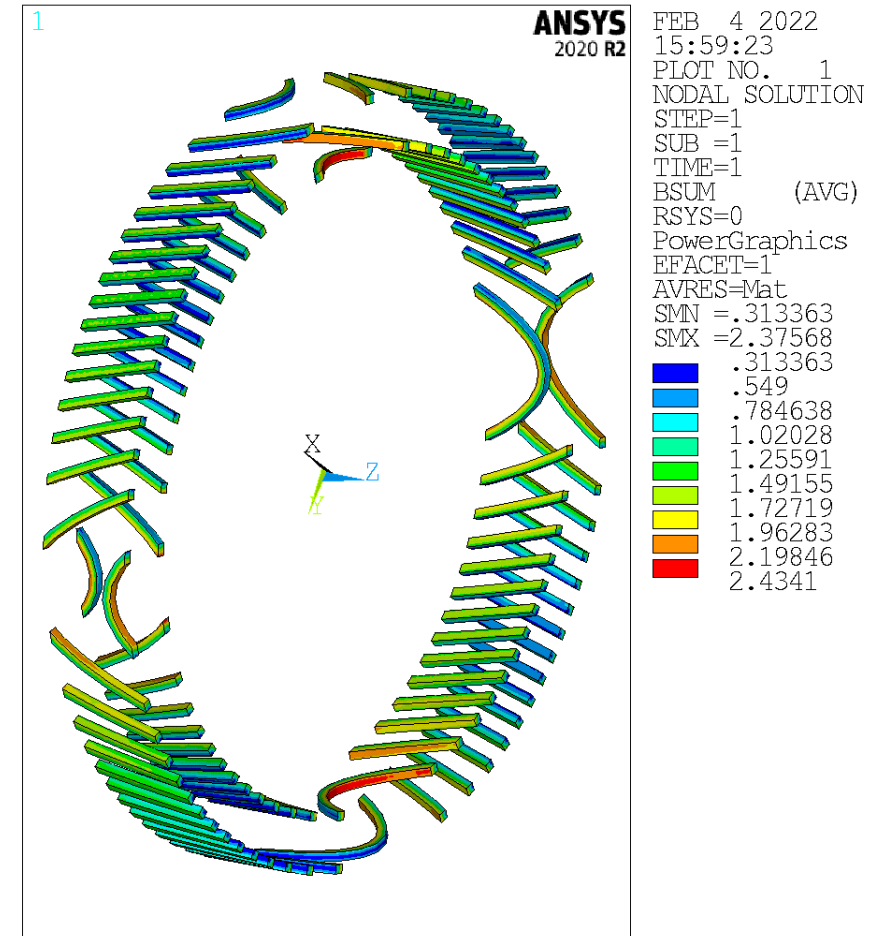 1
ANSYS
2020 R2
FEB 4 2022
15:59:23
PLOT NO. 1
NODAL SOLUTION
STEP=1
SUB =1
TIME=1
BSUM (AVG)
RSYS=0
PowerGraphics
EFACET=1
AVRES=Mat
SMN =.313363
SMX =2.37568
.313363
.549
.784638
1.02028
1.25591
1.49155
1.72719
1.96283
2.19846
2.4341
X
Z
Y